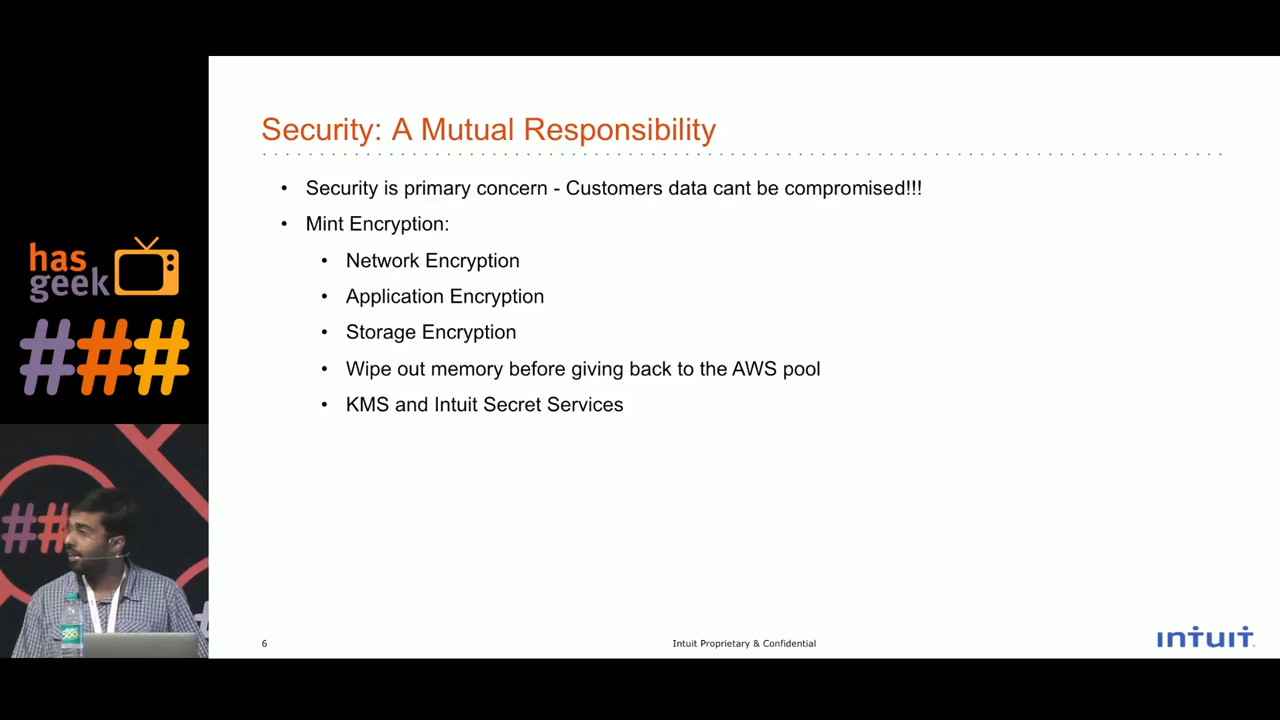 Security: A Mutual Responsibility
• Security is primary concern - Customers data cant be compromised!!!
• Mint Encryption:
• Network Encryption
• Application Encryption
• Storage Encryption
• Wipe out memory before giving back to the AWS pool
• KMS and Intuit Secret Services
has
geek
###
##
6
Intuit Proprietary & Confidential
intuit